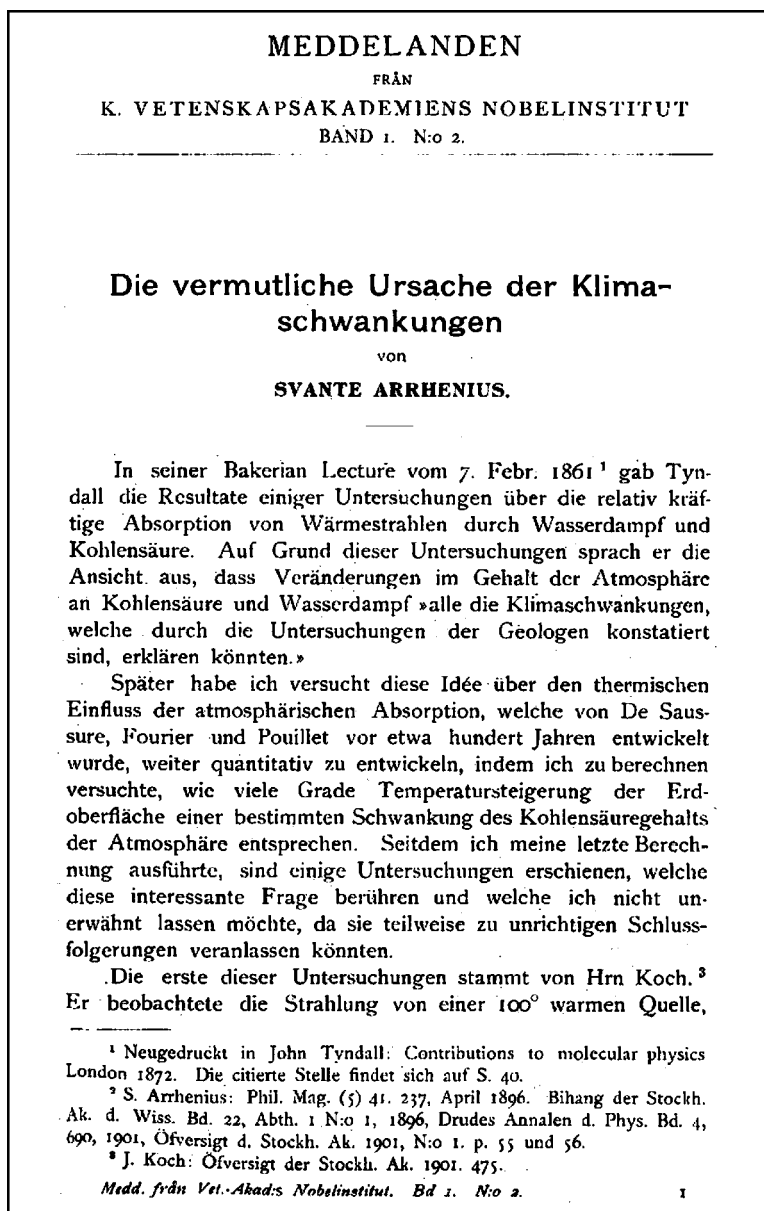 MEDDELANDEN
FRÅN
K. VETENSKAPSAKADEMIENS NOBELINSTITUT
BAND 1. N:o 2.
Die vermutliche Ursache der Klima-
schwankungen
von
SVANTE ARRHENIUS.
In seiner Bakerian Lecture vom 7. Febr. 1861 ¹ gab Tyn-
dall die Resultate einiger Untersuchungen über die relativ kräf-
tige Absorption von Wärmestrahlen durch Wasserdampf und
Kohlensäure. Auf Grund dieser Untersuchungen sprach er die
Ansicht aus, dass Veränderungen im Gehalt der Atmosphäre
an Kohlensäure und Wasserdampf »alle die Klimaschwankungen,
welche durch die Untersuchungen der Geologen konstatiert
sind, erklären könnten.»
Später habe ich versucht diese Idée über den thermischen
Einfluss der atmosphärischen Absorption, welche von De Saus-
sure, Fourier und Pouillet vor etwa hundert Jahren entwickelt
wurde, weiter quantitativ zu entwickeln, indem ich zu berechnen
versuchte, wie viele Grade Temperatursteigerung der Erd-
oberfläche einer bestimmten Schwankung des Kohlensäuregehalts
der Atmosphäre entsprechen. Seitdem ich meine letzte Berech-
nung ausführte, sind einige Untersuchungen erschienen, welche
diese interessante Frage berühren und welche ich nicht un-
erwähnt lassen möchte, da sie teilweise zu unrichtigen Schluss-
folgerungen veranlassen könnten.
Die erste dieser Untersuchungen stammt von Hrn Koch. ³
Er beobachtete die Strahlung von einer 100° warmen Quelle,
¹ Neugedruckt in John Tyndall: Contributions to molecular physics
London 1872. Die citierte Stelle findet sich auf S. 40.
² S. Arrhenius: Phil. Mag. (5) 41. 237, April 1896. Bihang der Stockh.
Ak. d. Wiss. Bd. 22, Abth. 1 N:o 1, 1896, Drudes Annalen d. Phys. Bd. 4,
690, 1901, Öfversigt d. Stockh. Ak. 1901, N:o 1. p. 55 und 56.
³ J. Koch: Öfversigt der Stockh. Ak. 1901. 475.
Medd. från Vet.-Akad:s Nobelinstitut. Bd 1. N:o 2. 1